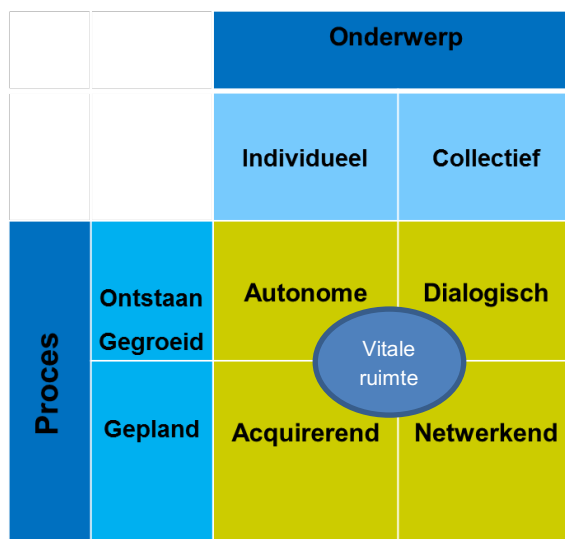 Onderwerp
Individueel
Collectief
Proces
Ontstaan
Gegroeid
Autonome
Dialogisch
Vitale
ruimte
Gepland
Acquirerend
Netwerkend